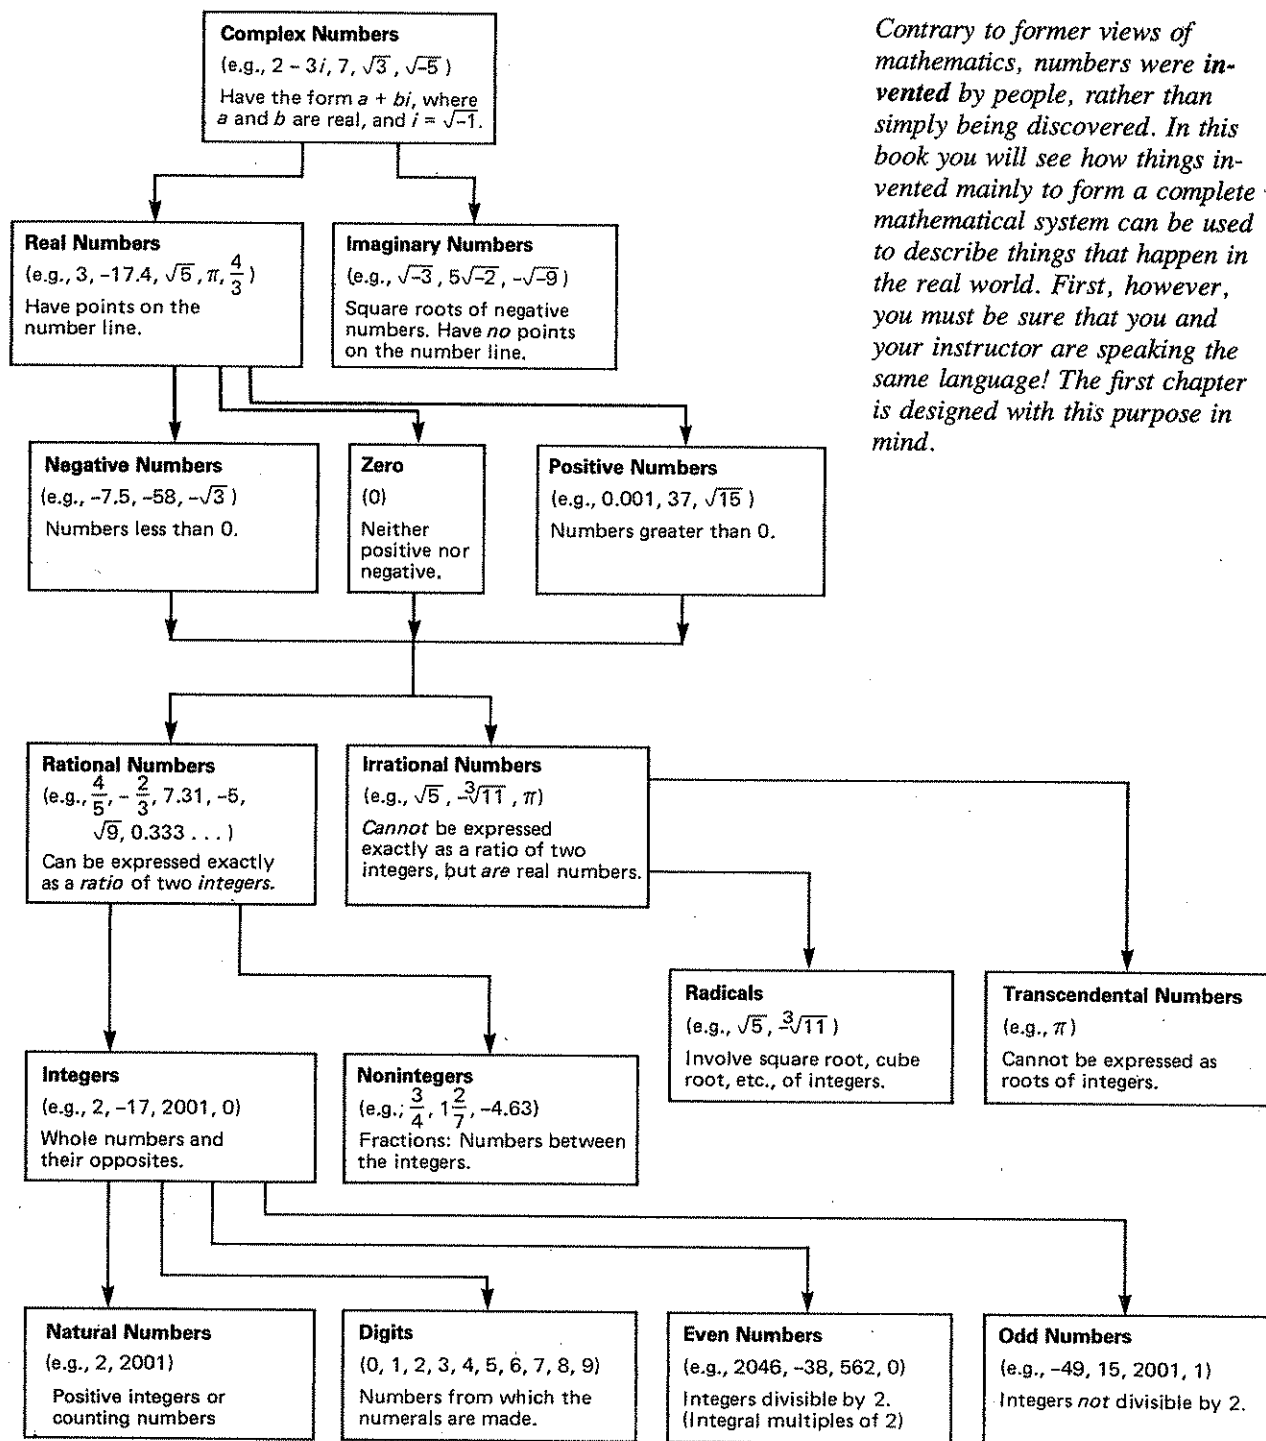 Complex Numbers
(e.g., 2 – 3i, 7, √3, √–5)
Have the form a + bi, where
a and b are real, and i = √–1.
Contrary to former views of
mathematics, numbers were in-
vented by people, rather than
simply being discovered. In this
book you will see how things in-
vented mainly to form a complete
mathematical system can be used
to describe things that happen in
the real world. First, however,
you must be sure that you and
your instructor are speaking the
same language! The first chapter
is designed with this purpose in
mind.
Real Numbers
(e.g., 3, –17.4, √5, π, 4/3)
Have points on the
number line.
Imaginary Numbers
(e.g., √–3, 5√–2, –√–9)
Square roots of negative
numbers. Have no points
on the number line.
Negative Numbers
(e.g., –7.5, –58, –√3)
Numbers less than 0.
Zero
(0)
Neither
positive nor
negative.
Positive Numbers
(e.g., 0.001, 37, √15)
Numbers greater than 0.
Rational Numbers
(e.g., 4/5, – 2/3, 7.31, –5,
√9, 0.333 . . .)
Can be expressed exactly
as a ratio of two integers.
Irrational Numbers
(e.g., √5, –∛11, π)
Cannot be expressed
exactly as a ratio of two
integers, but are real numbers.
Radicals
(e.g., √5, –∛11)
Involve square root, cube
root, etc., of integers.
Transcendental Numbers
(e.g., π)
Cannot be expressed as
roots of integers.
Integers
(e.g., 2, –17, 2001, 0)
Whole numbers and
their opposites.
Nonintegers
(e.g., 3/4, 1 2/7, –4.63)
Fractions: Numbers between
the integers.
Natural Numbers
(e.g., 2, 2001)
Positive integers or
counting numbers
Digits
(0, 1, 2, 3, 4, 5, 6, 7, 8, 9)
Numbers from which the
numerals are made.
Even Numbers
(e.g., 2046, –38, 562, 0)
Integers divisible by 2.
(Integral multiples of 2)
Odd Numbers
(e.g., –49, 15, 2001, 1)
Integers not divisible by 2.